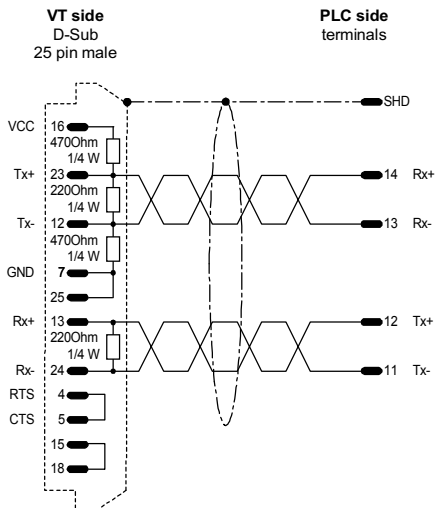 VT side PLC side
D-Sub terminals
25 pin male
SHD
VCC 16
470Ohm
1/4 W
Tx+ 23 14 Rx+
220Ohm
1/4 W
Tx- 12 13 Rx-
470Ohm
1/4 W
GND 7
25
Rx+ 13 12 Tx+
220Ohm
1/4 W
Rx- 24 11 Tx-
RTS 4
CTS 5
15
18